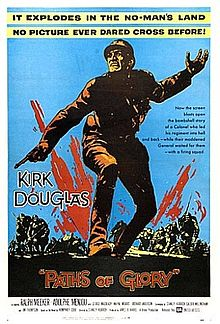 IT EXPLODES IN THE NO-MAN'S LAND
NO PICTURE EVER DARED CROSS BEFORE!
Now the screen
blasts open
the bombshell story
of a Colonel who led
his regiment into hell
and back—while their maddened
General waited for them
—with a firing squad!
KIRK
DOUGLAS
"PATHS OF GLORY"
RALPH MEEKER ADOLPHE MENJOU